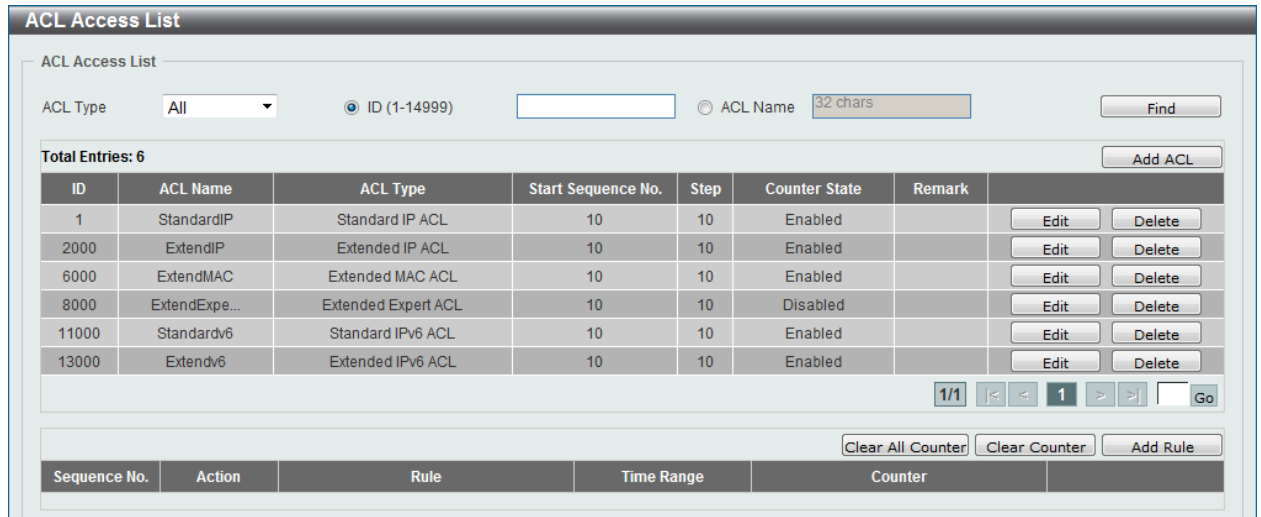 ACL Access List
ACL Access List
ACL Type All ID (1-14999) ACL Name 32 chars Find
Total Entries: 6 Add ACL
ID ACL Name ACL Type Start Sequence No. Step Counter State Remark
1 StandardIP Standard IP ACL 10 10 Enabled Edit Delete
2000 ExtendIP Extended IP ACL 10 10 Enabled Edit Delete
6000 ExtendMAC Extended MAC ACL 10 10 Enabled Edit Delete
8000 ExtendExpe... Extended Expert ACL 10 10 Disabled Edit Delete
11000 Standardv6 Standard IPv6 ACL 10 10 Enabled Edit Delete
13000 Extendv6 Extended IPv6 ACL 10 10 Enabled Edit Delete
1/1 |< < 1 > >| Go
Clear All Counter Clear Counter Add Rule
Sequence No. Action Rule Time Range Counter